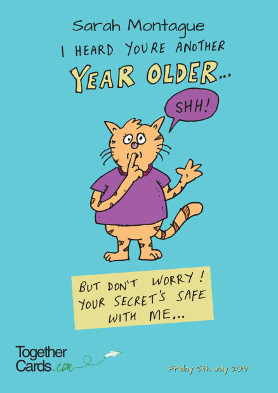 Sarah Montague
I HEARD YOU'RE ANOTHER
YEAR OLDER...
SHH!
BUT DON'T WORRY!
YOUR SECRET'S SAFE
WITH ME...
Together
Cards.com
Friday 5th July 2019